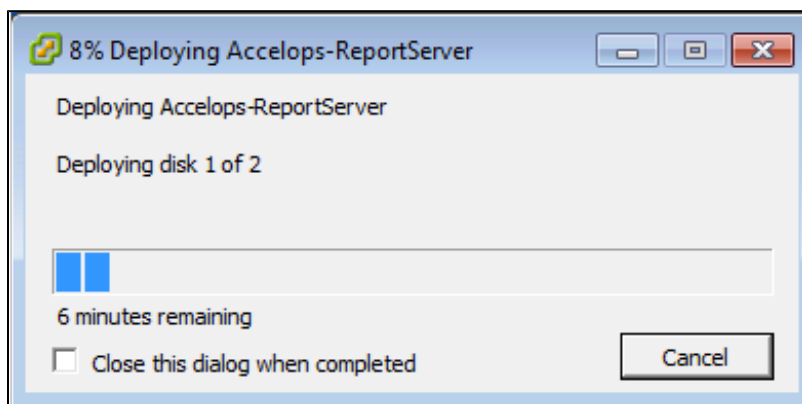 8% Deploying Accelops-ReportServer
Deploying Accelops-ReportServer
Deploying disk 1 of 2
6 minutes remaining
Close this dialog when completed
Cancel